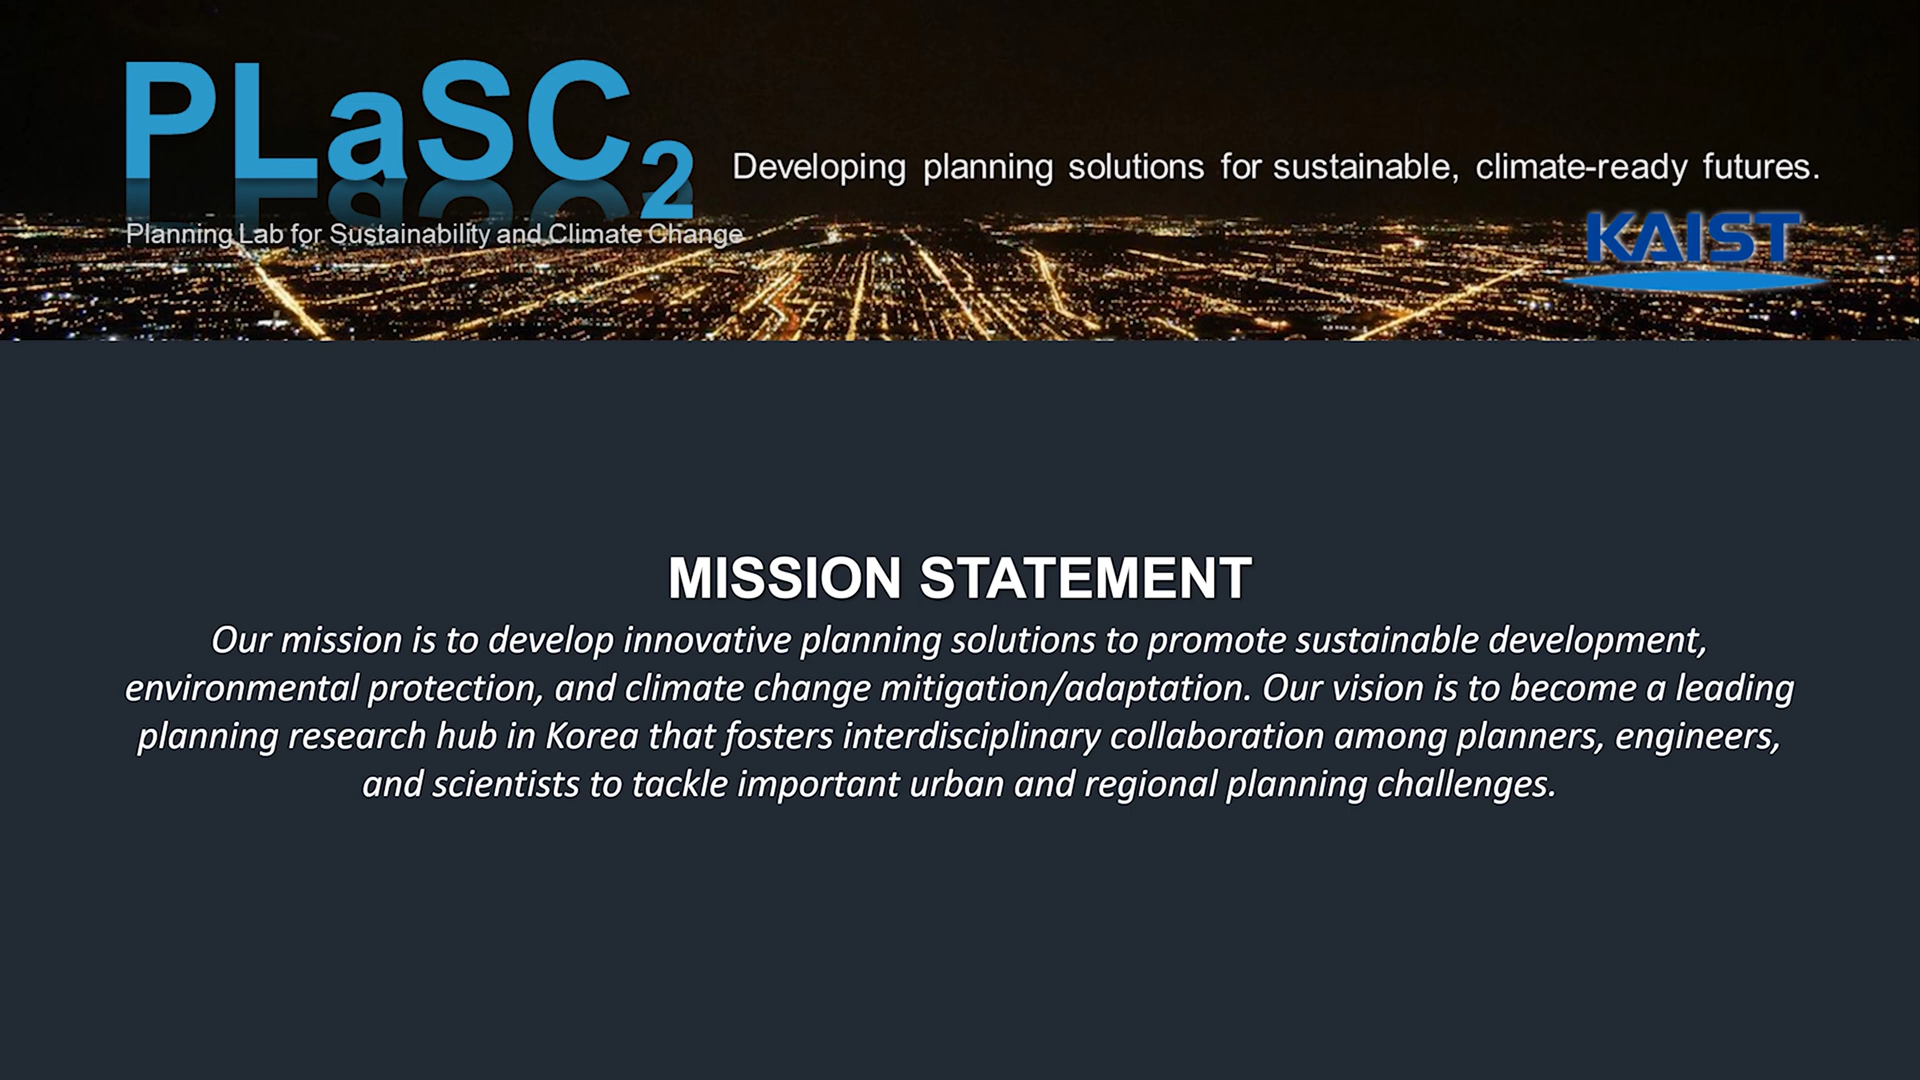 PLaSC₂
Developing planning solutions for sustainable, climate-ready futures.
Planning Lab for Sustainability and Climate Change
KAIST
MISSION STATEMENT
Our mission is to develop innovative planning solutions to promote sustainable development,
environmental protection, and climate change mitigation/adaptation. Our vision is to become a leading
planning research hub in Korea that fosters interdisciplinary collaboration among planners, engineers,
and scientists to tackle important urban and regional planning challenges.